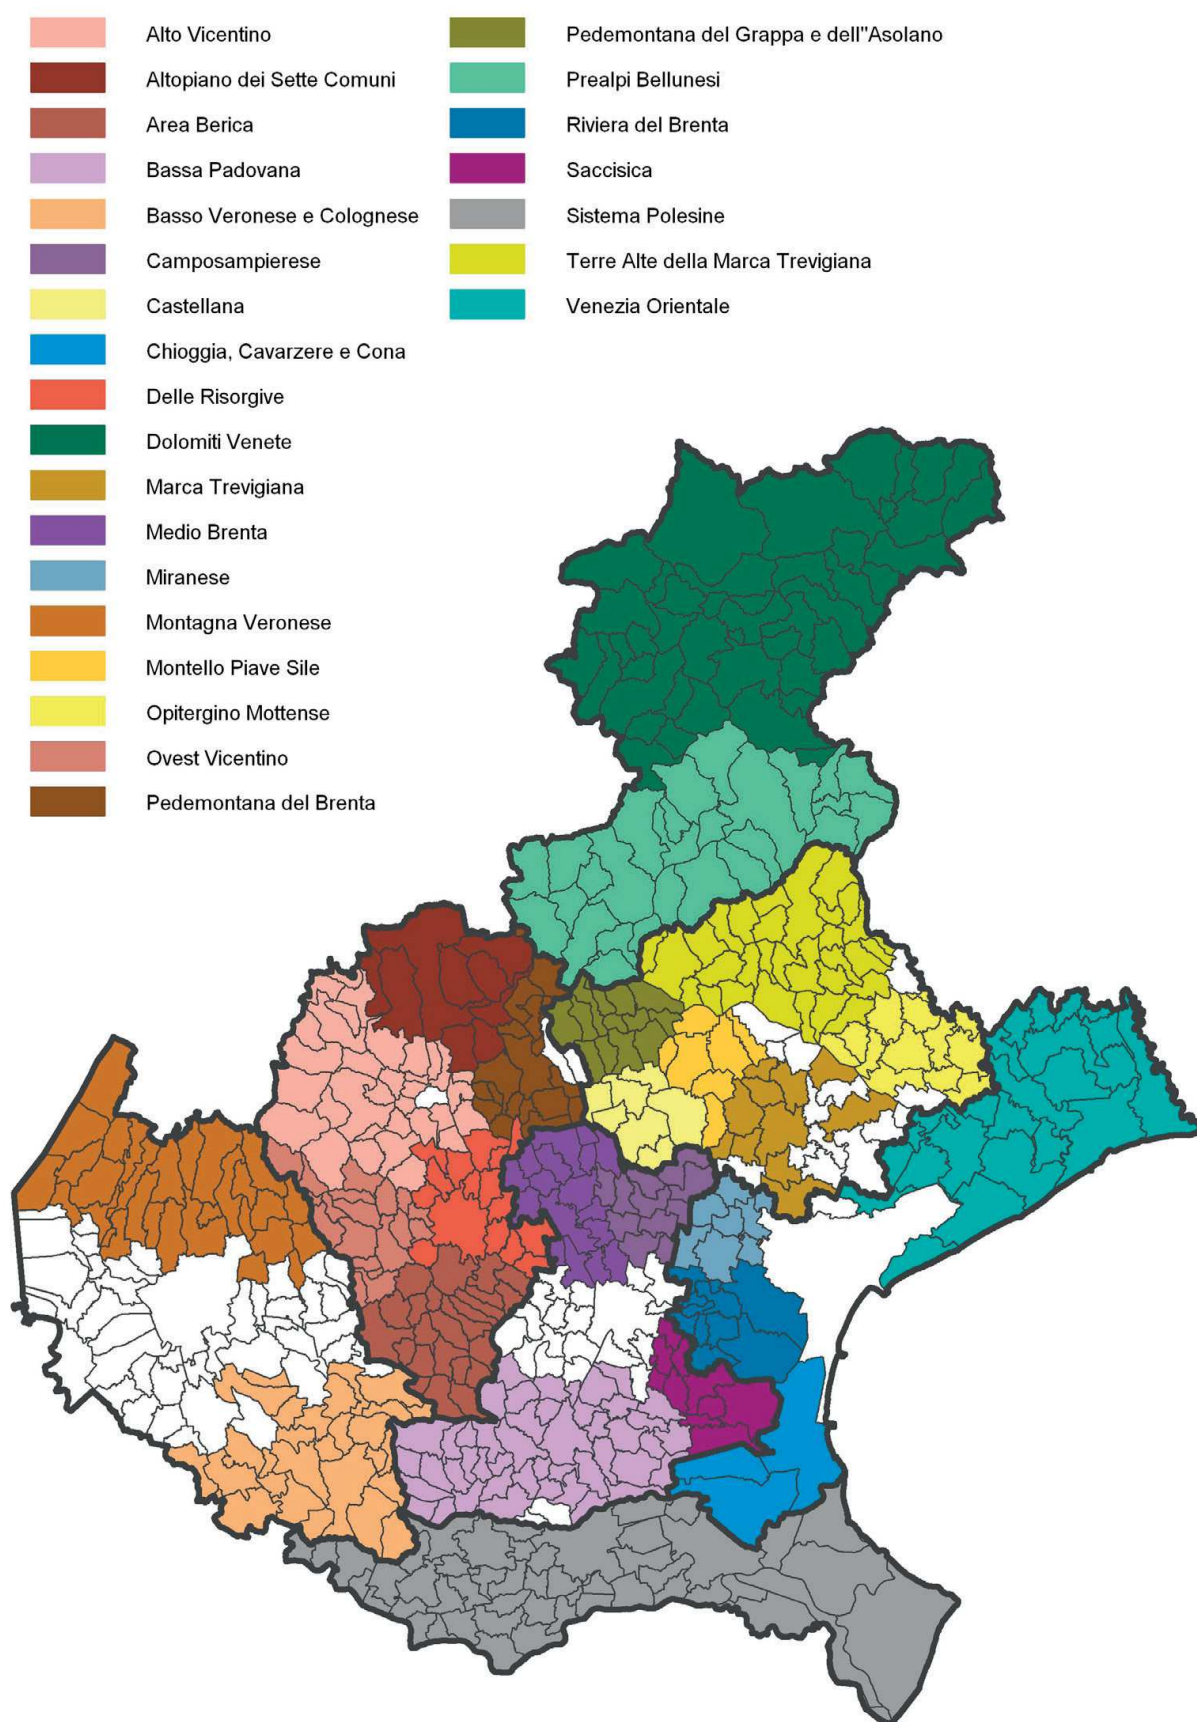 Alto Vicentino
Altopiano dei Sette Comuni
Area Berica
Bassa Padovana
Basso Veronese e Colognese
Camposampierese
Castellana
Chioggia, Cavarzere e Cona
Delle Risorgive
Dolomiti Venete
Marca Trevigiana
Medio Brenta
Miranese
Montagna Veronese
Montello Piave Sile
Opitergino Mottense
Ovest Vicentino
Pedemontana del Brenta
Pedemontana del Grappa e dell"Asolano
Prealpi Bellunesi
Riviera del Brenta
Saccisica
Sistema Polesine
Terre Alte della Marca Trevigiana
Venezia Orientale